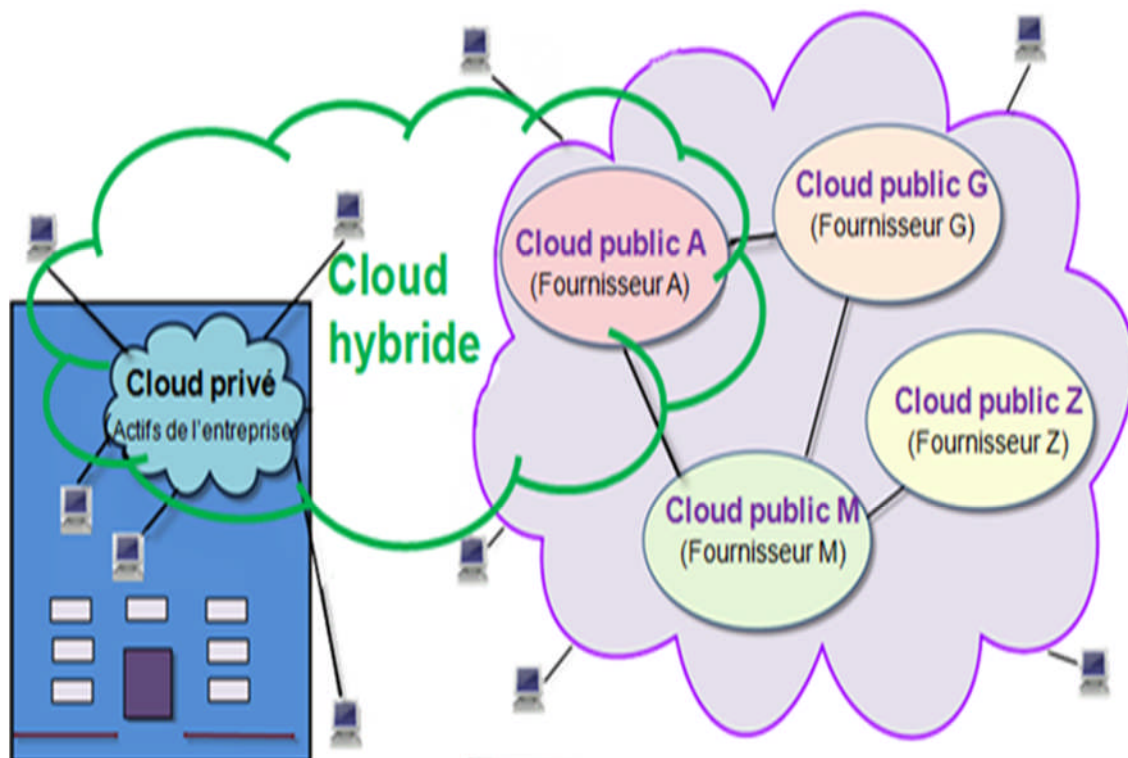 Cloud public G
(Fournisseur G)
Cloud public A
(Fournisseur A)
Cloud
hybride
Cloud privé
(Actifs de l'entreprise)
Cloud public Z
(Fournisseur Z)
Cloud public M
(Fournisseur M)